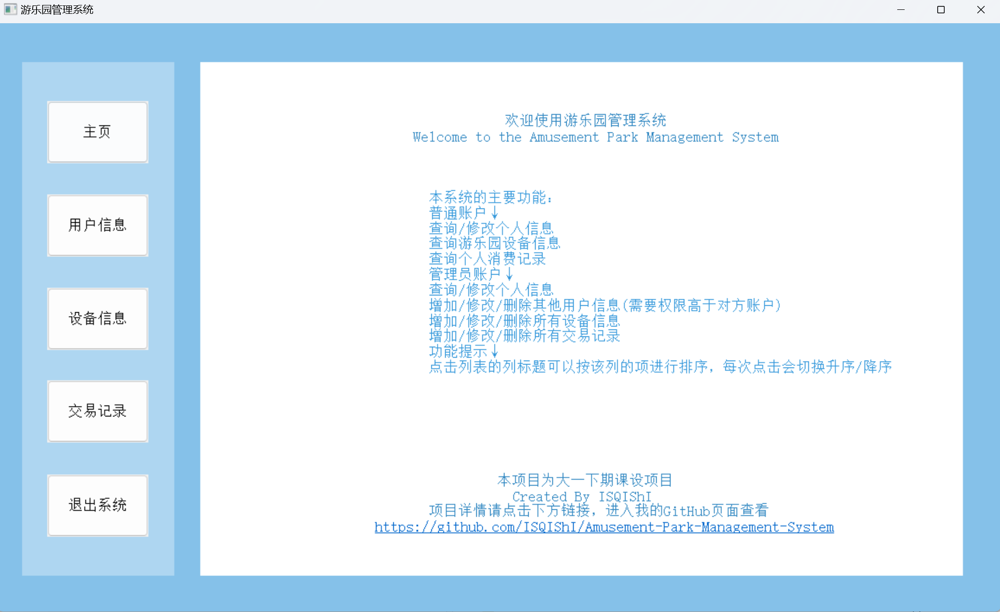 游乐园管理系统
主页
用户信息
设备信息
交易记录
退出系统
欢迎使用游乐园管理系统
Welcome to the Amusement Park Management System
本系统的主要功能：
普通账户↓
查询/修改个人信息
查询游乐园设备信息
查询个人消费记录
管理员账户↓
查询/修改个人信息
增加/修改/删除其他用户信息(需要权限高于对方账户)
增加/修改/删除所有设备信息
增加/修改/删除所有交易记录
功能提示↓
点击列表的列标题可以按该列的项进行排序，每次点击会切换升序/降序
本项目为大一下期课设项目
Created By ISQIShI
项目详情请点击下方链接，进入我的GitHub页面查看
https://github.com/ISQIShI/Amusement-Park-Management-System